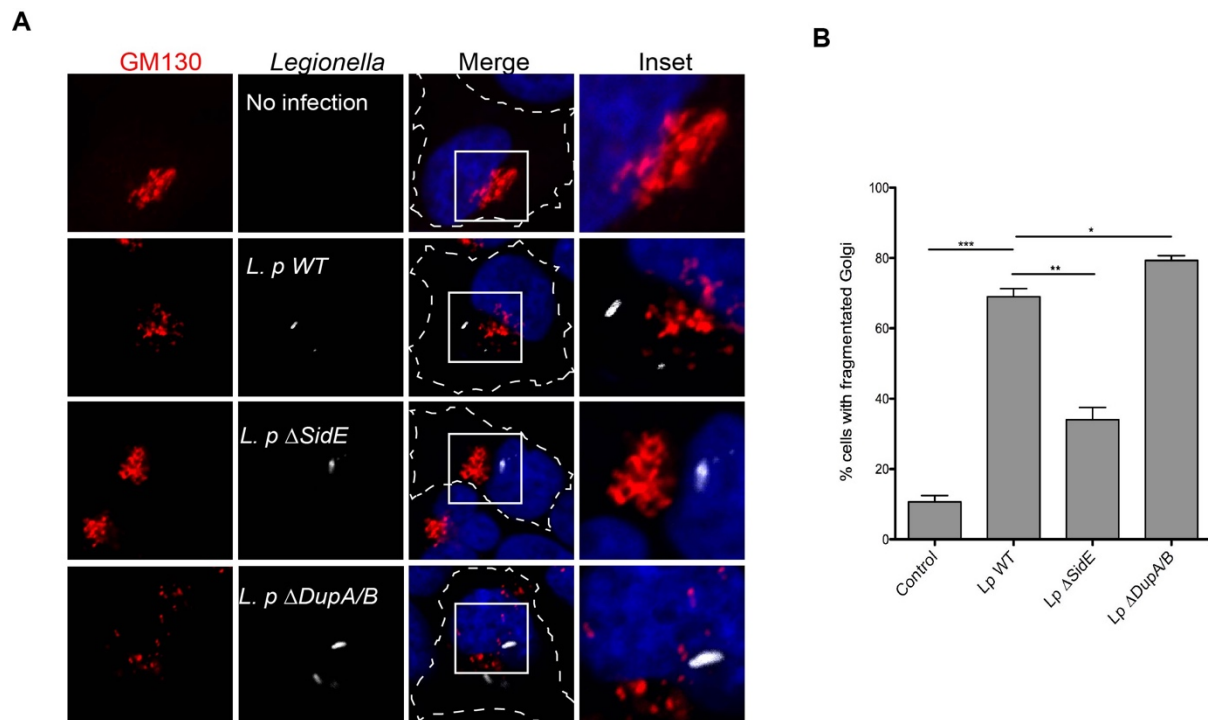 A
GM130 Legionella Merge Inset
No infection
L. p WT
L. p ΔSidE
L. p ΔDupA/B
B
% cells with fragmentated Golgi
100
80
60
40
20
0
***
*
**
Control
Lp WT
Lp ΔSidE
Lp ΔDupA/B